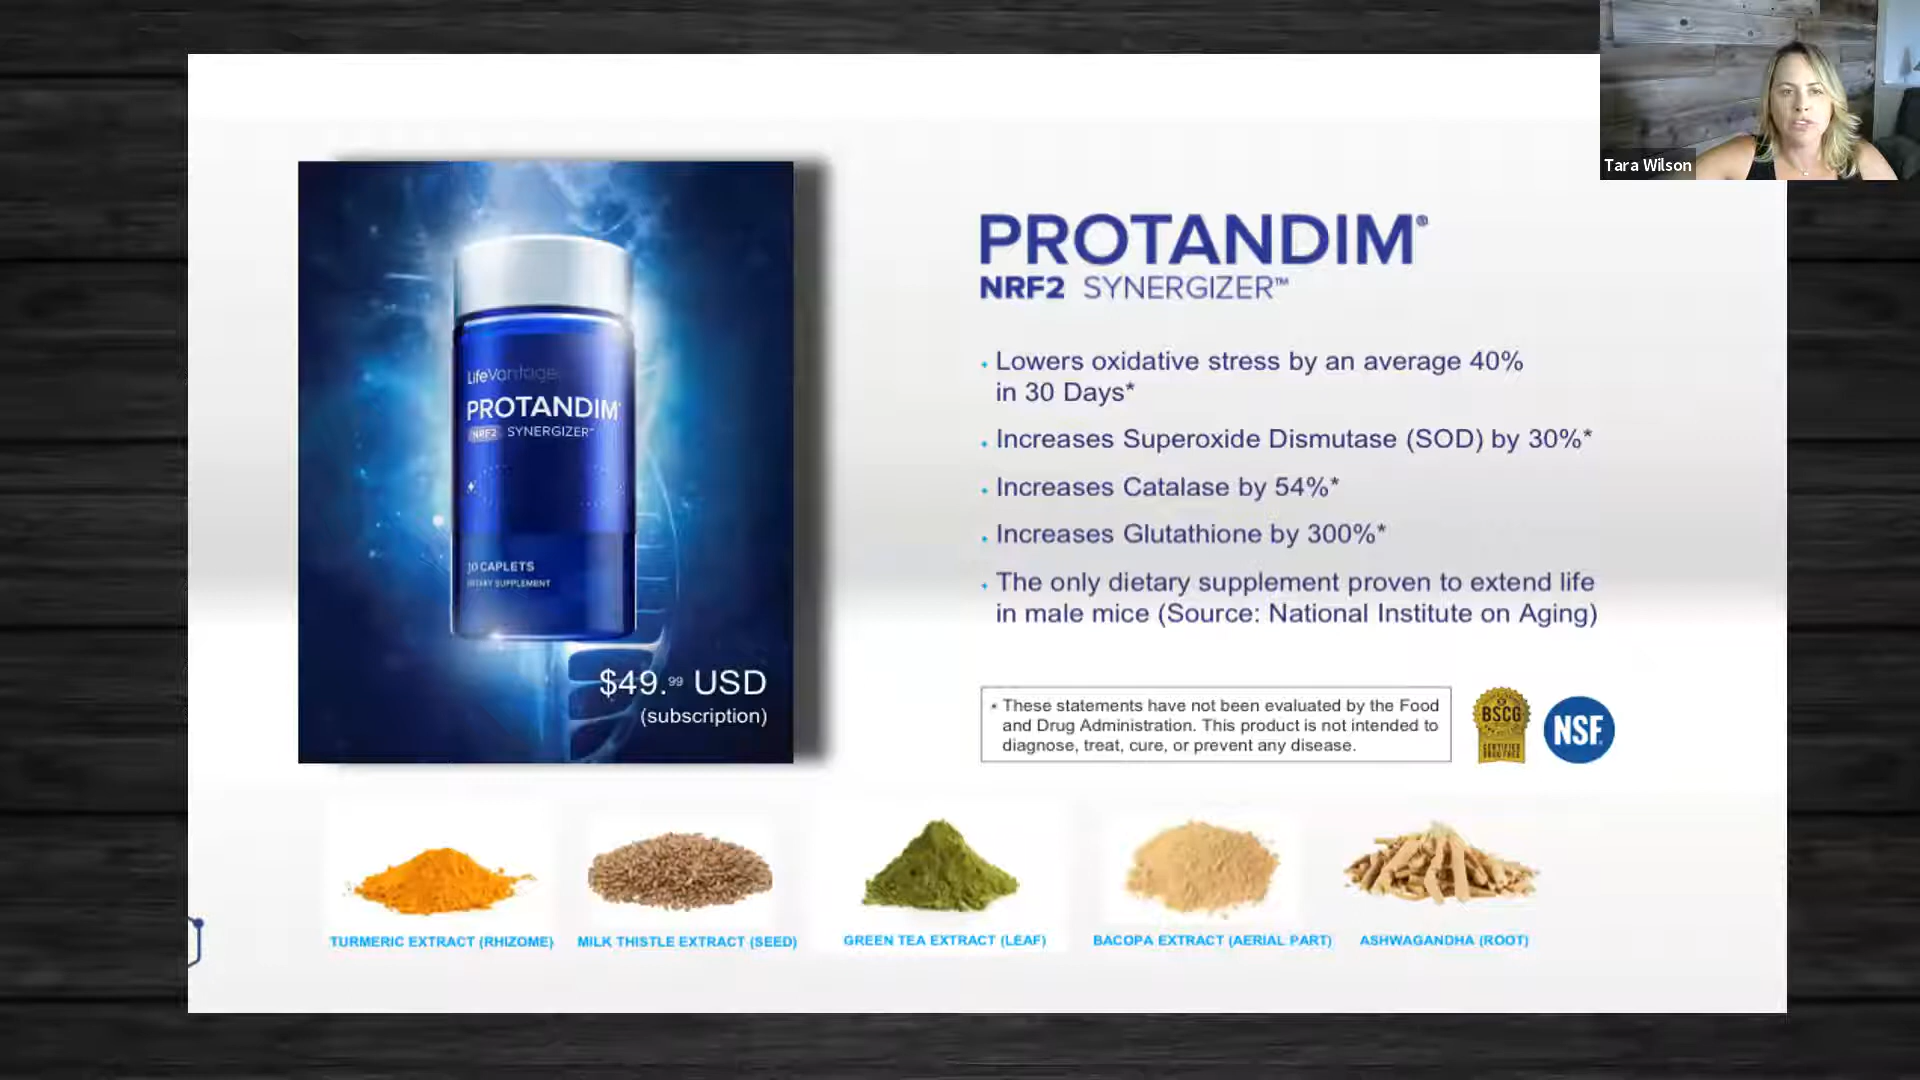 Tara Wilson
PROTANDIM®
NRF2 SYNERGIZER™
• Lowers oxidative stress by an average 40%
in 30 Days*
• Increases Superoxide Dismutase (SOD) by 30%*
• Increases Catalase by 54%*
• Increases Glutathione by 300%*
• The only dietary supplement proven to extend life
in male mice (Source: National Institute on Aging)
LifeVantage
PROTANDIM®
NRF2 SYNERGIZER™
30 CAPLETS
DIETARY SUPPLEMENT
$49.99 USD
(subscription)
* These statements have not been evaluated by the Food
and Drug Administration. This product is not intended to
diagnose, treat, cure, or prevent any disease.
BSCG
CERTIFIED
DRUG FREE
NSF
TURMERIC EXTRACT (RHIZOME)
MILK THISTLE EXTRACT (SEED)
GREEN TEA EXTRACT (LEAF)
BACOPA EXTRACT (AERIAL PART)
ASHWAGANDHA (ROOT)